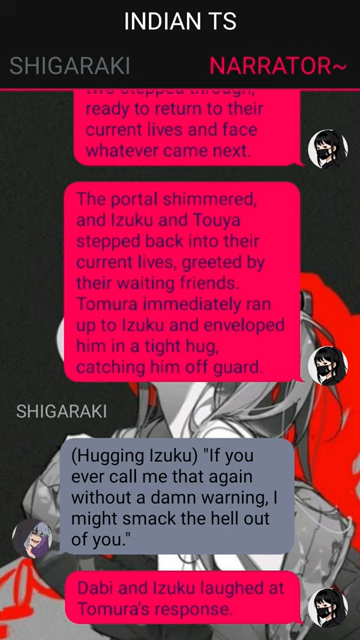 INDIAN TS
SHIGARAKI NARRATOR~
two stepped through,
ready to return to their
current lives and face
whatever came next.
The portal shimmered,
and Izuku and Touya
stepped back into their
current lives, greeted by
their waiting friends.
Tomura immediately ran
up to Izuku and enveloped
him in a tight hug,
catching him off guard.
SHIGARAKI
(Hugging Izuku) "If you
ever call me that again
without a damn warning, I
might smack the hell out
of you."
Dabi and Izuku laughed at
Tomura's response.